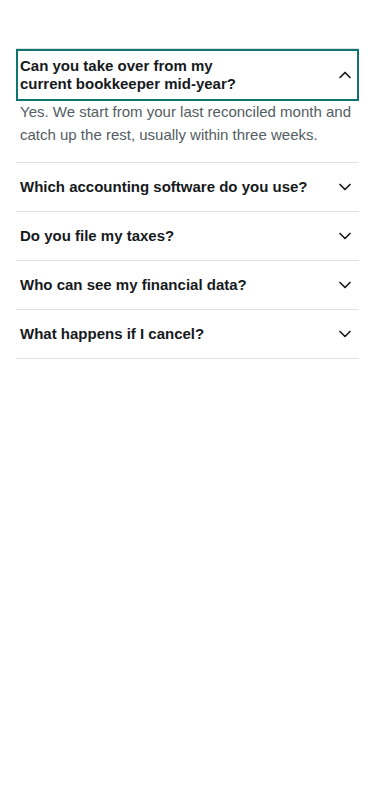 Can you take over from my
current bookkeeper mid-year?
Yes. We start from your last reconciled month and
catch up the rest, usually within three weeks.
Which accounting software do you use?
Do you file my taxes?
Who can see my financial data?
What happens if I cancel?